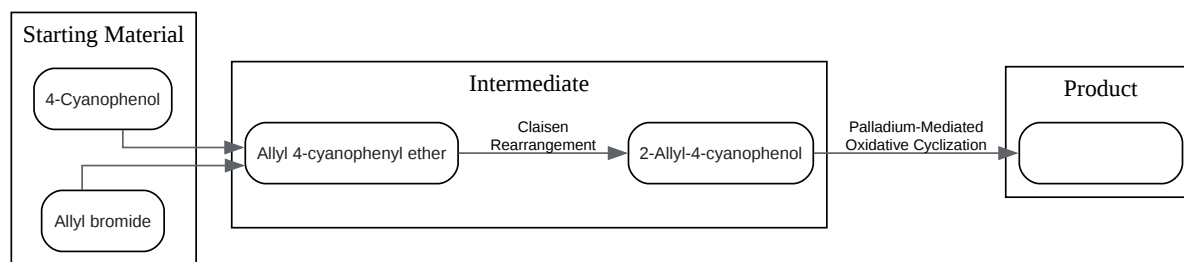 Starting Material
4-Cyanophenol
Allyl bromide
Intermediate
Allyl 4-cyanophenyl ether
Claisen
Rearrangement
2-Allyl-4-cyanophenol
Palladium-Mediated
Oxidative Cyclization
Product